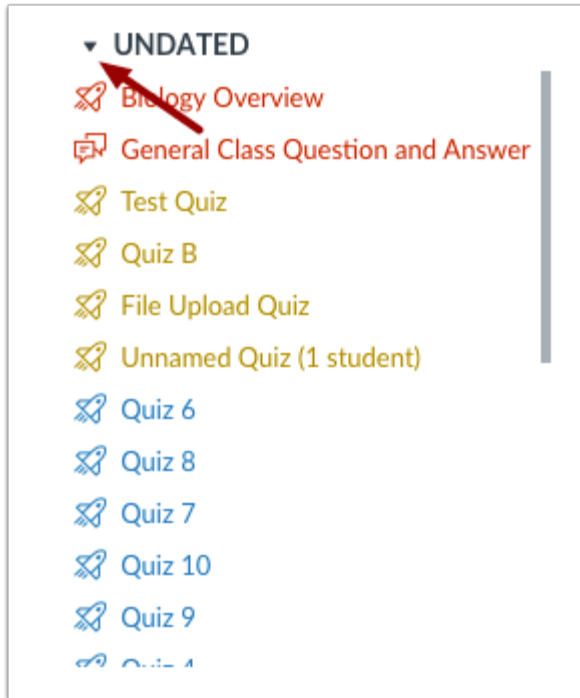 UNDATED
Biology Overview
General Class Question and Answer
Test Quiz
Quiz B
File Upload Quiz
Unnamed Quiz (1 student)
Quiz 6
Quiz 8
Quiz 7
Quiz 10
Quiz 9